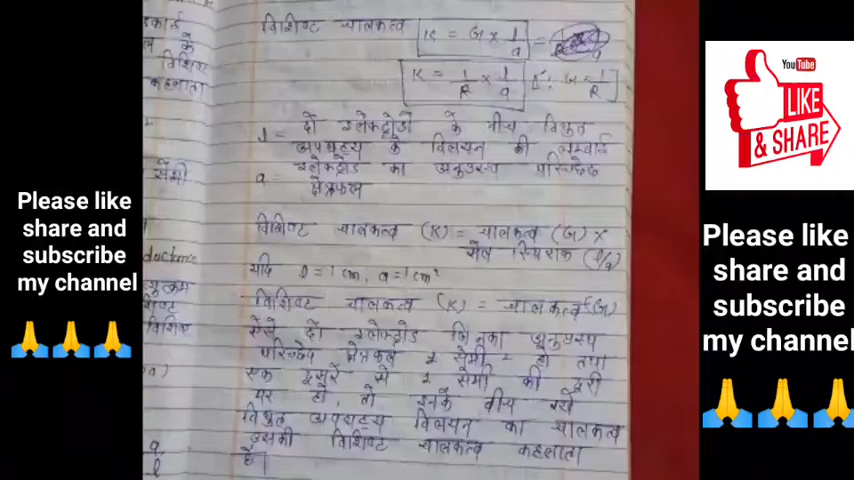 विशिष्ट चालकत्व K = G × l/a =
K = 1/R × l/a [∵ G = 1/R]
l = दो इलेक्ट्रोडो के बीच विद्युत
अपघट्य के विलयन की लम्बाई
a = इलेक्ट्रोड का अनुप्रस्थ परिच्छेद
क्षेत्रफल
विशिष्ट चालकत्व (K) = चालकत्व (G) ×
सेल स्थिरांक (l/a)
यदि l = 1 cm, a = 1 cm²
विशिष्ट चालकत्व (K) = चालकत्व (G)
ऐसे दो इलेक्ट्रोड जिनका अनुप्रस्थ
परिच्छेद क्षेत्रफल 1 सेमी² हो तथा
एक दूसरे से 1 सेमी की दूरी
पर हो, तो इनके बीच रखे
विद्युत अपघट्य विलयन का चालकत्व
उसकी विशिष्ट चालकत्व कहलाता
है।
के
विशिष्ट
कहलाता
सेमी
ductance
विशिष्ट
a
l
Please like
share and
subscribe
my channel
🙏🙏🙏
YouTube
LIKE
& SHARE
Please like
share and
subscribe
my channel
🙏🙏🙏